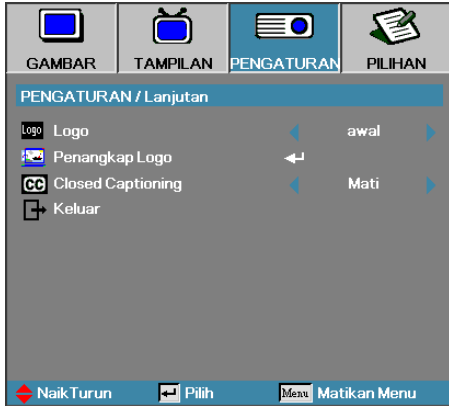 GAMBAR TAMPILAN PENGATURAN PILIHAN
PENGATURAN / Lanjutan
Logo Logo awal
Penangkap Logo
CC Closed Captioning Mati
Keluar
NaikTurun Pilih Menu Matikan Menu